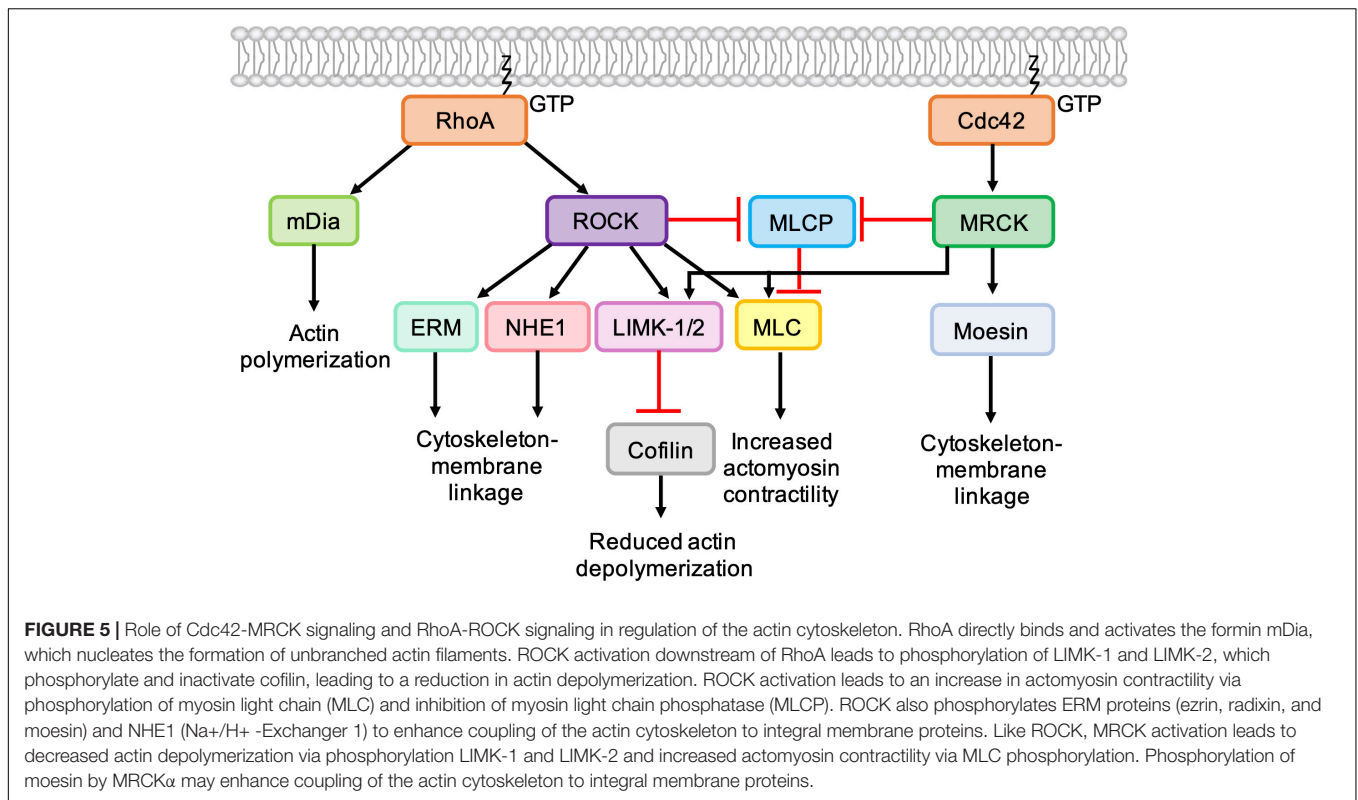 GTP
GTP
RhoA
Cdc42
mDia
ROCK
MLCP
MRCK
ERM
NHE1
LIMK-1/2
MLC
Moesin
Actin
polymerization
Cytoskeleton-
membrane
linkage
Cofilin
Increased
actomyosin
contractility
Cytoskeleton-
membrane
linkage
Reduced actin
depolymerization
FIGURE 5 | Role of Cdc42-MRCK signaling and RhoA-ROCK signaling in regulation of the actin cytoskeleton. RhoA directly binds and activates the formin mDia,
which nucleates the formation of unbranched actin filaments. ROCK activation downstream of RhoA leads to phosphorylation of LIMK-1 and LIMK-2, which
phosphorylate and inactivate cofilin, leading to a reduction in actin depolymerization. ROCK activation leads to an increase in actomyosin contractility via
phosphorylation of myosin light chain (MLC) and inhibition of myosin light chain phosphatase (MLCP). ROCK also phosphorylates ERM proteins (ezrin, radixin, and
moesin) and NHE1 (Na+/H+ -Exchanger 1) to enhance coupling of the actin cytoskeleton to integral membrane proteins. Like ROCK, MRCK activation leads to
decreased actin depolymerization via phosphorylation LIMK-1 and LIMK-2 and increased actomyosin contractility via MLC phosphorylation. Phosphorylation of
moesin by MRCKα may enhance coupling of the actin cytoskeleton to integral membrane proteins.